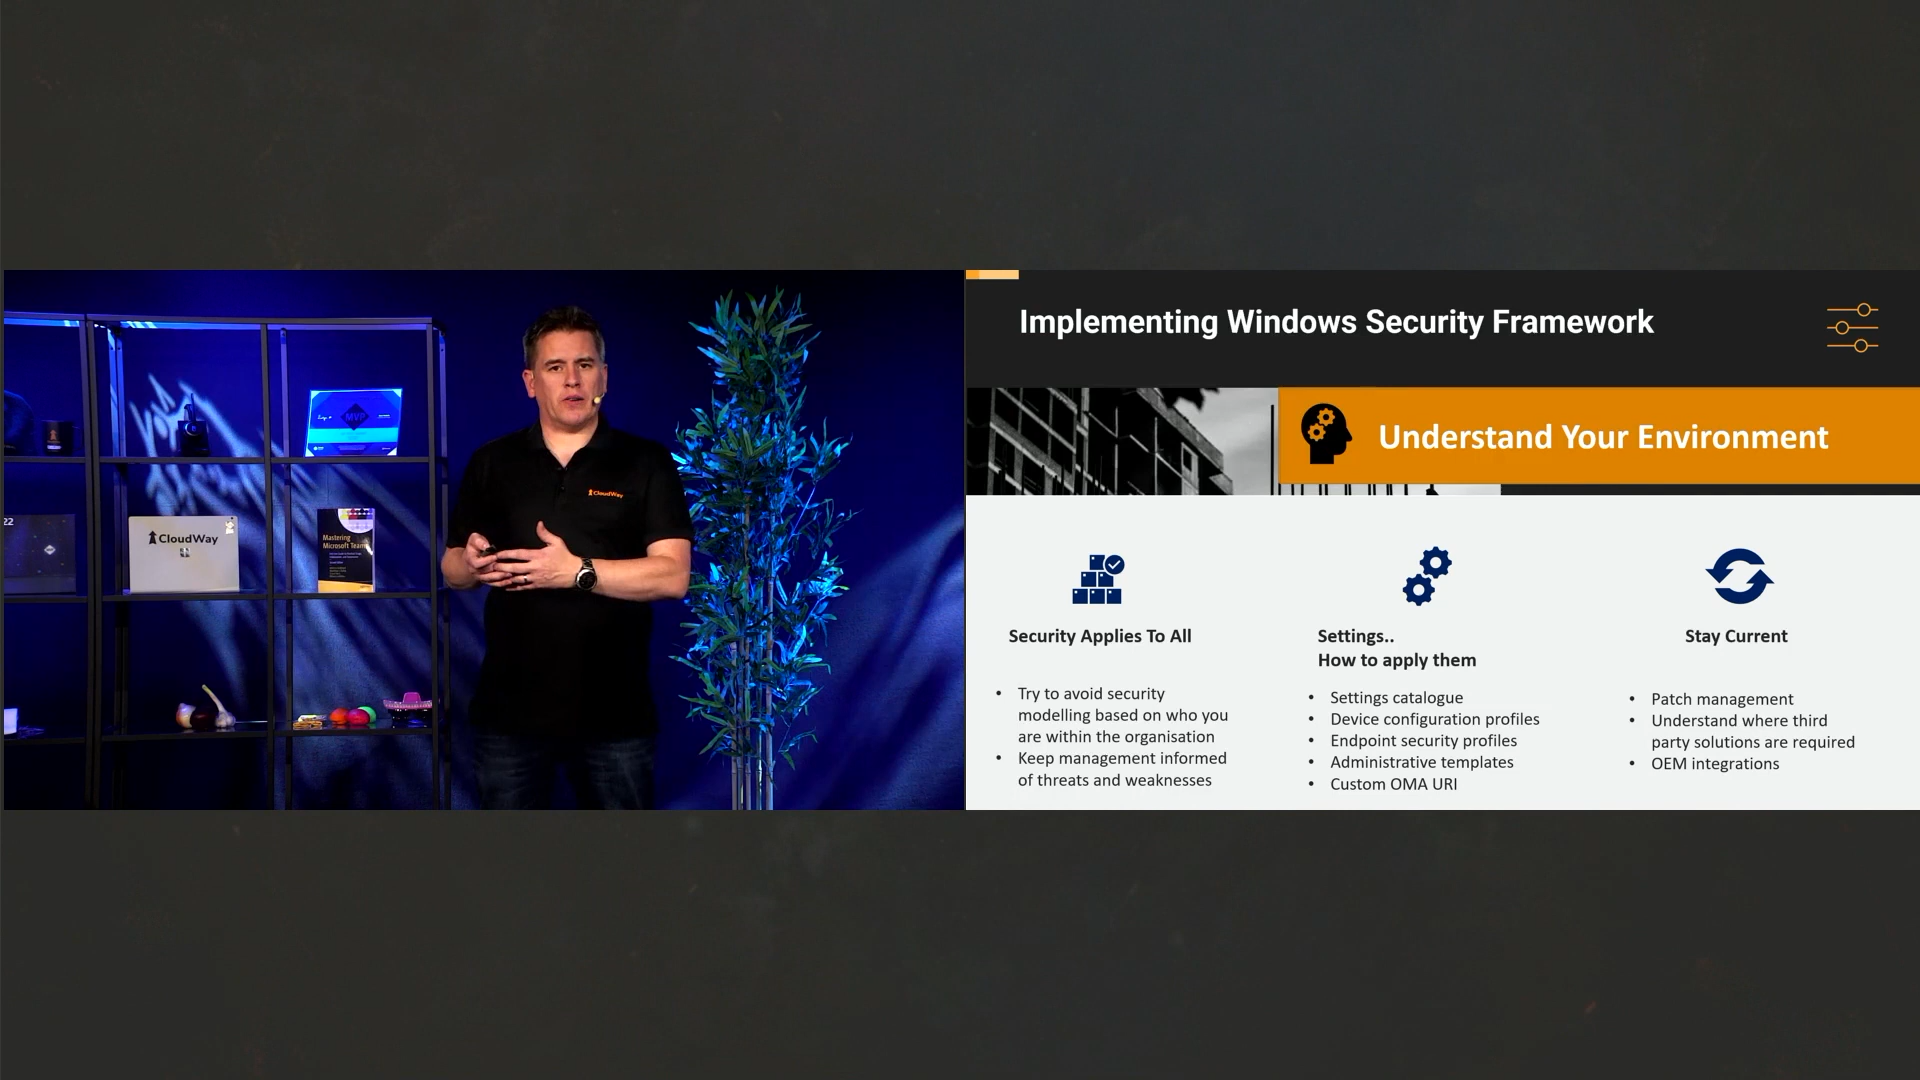 MVP
CloudWay
22
CloudWay
Mastering
Microsoft Teams
Implementing Windows Security Framework
Understand Your Environment
Security Applies To All
• Try to avoid security
modelling based on who you
are within the organisation
• Keep management informed
of threats and weaknesses
Settings..
How to apply them
• Settings catalogue
• Device configuration profiles
• Endpoint security profiles
• Administrative templates
• Custom OMA URI
Stay Current
• Patch management
• Understand where third
party solutions are required
• OEM integrations